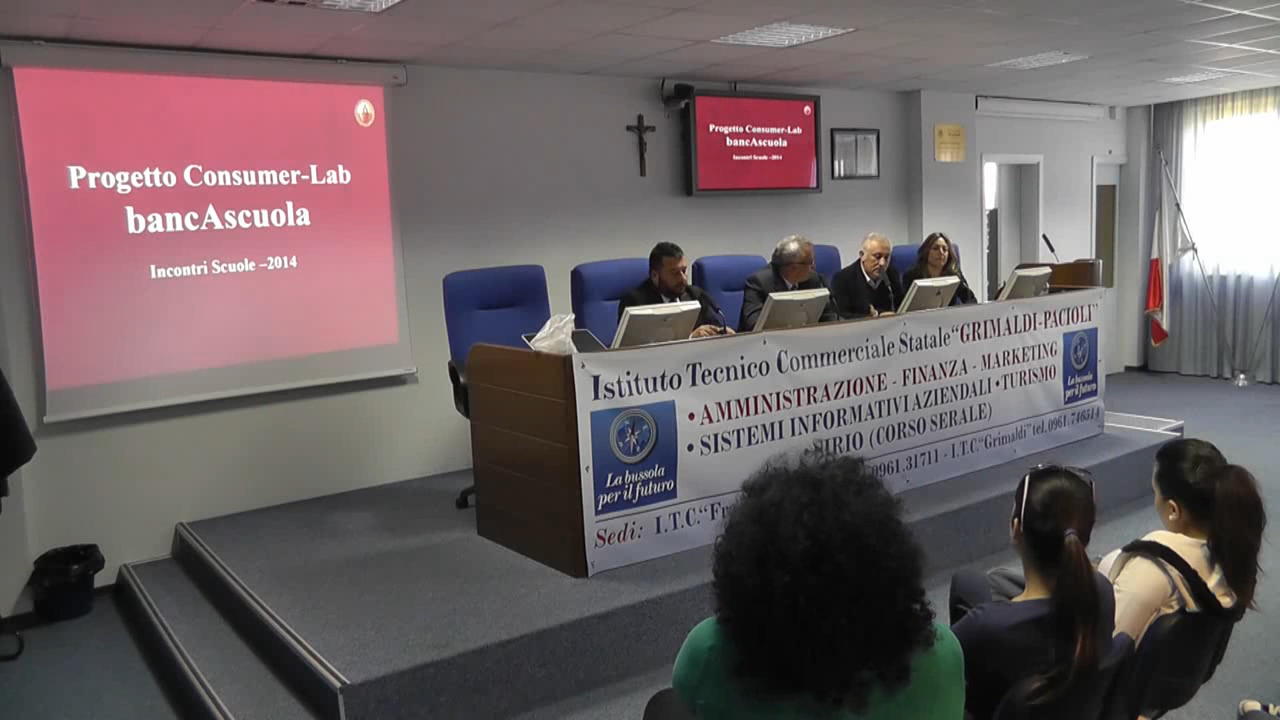 Progetto Consumer-Lab
bancAscuola
Incontri Scuole –2014
Progetto Consumer-Lab
bancAscuola
Incontri Scuole –2014
Istituto Tecnico Commerciale Statale “GRIMALDI-PACIOLI”
• AMMINISTRAZIONE - FINANZA - MARKETING
• SISTEMI INFORMATIVI AZIENDALI • TURISMO
SIRIO (CORSO SERALE)
Sedi: I.T.C. “F 0961.31711 - I.T.C. “Grimaldi” tel. 0961.746514
La bussola
per il futuro
La bussola
per il futuro